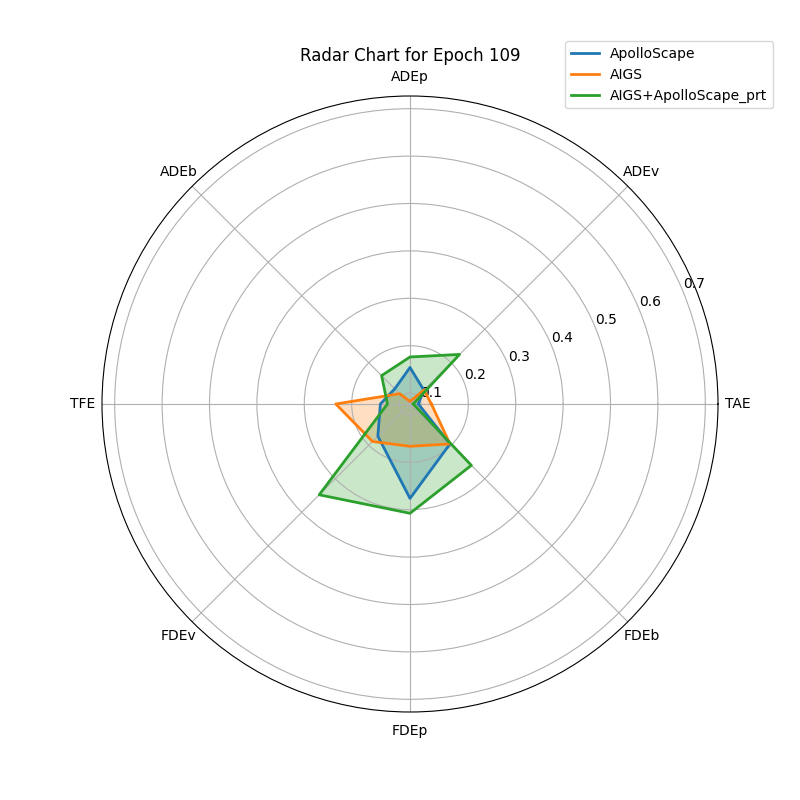 Radar Chart for Epoch 109
ApolloScape
AIGS
AIGS+ApolloScape_prt
ADEp
ADEb
ADEv
0.7
0.6
0.5
0.4
0.3
0.2
0.1
TFE
TAE
FDEv
FDEb
FDEp